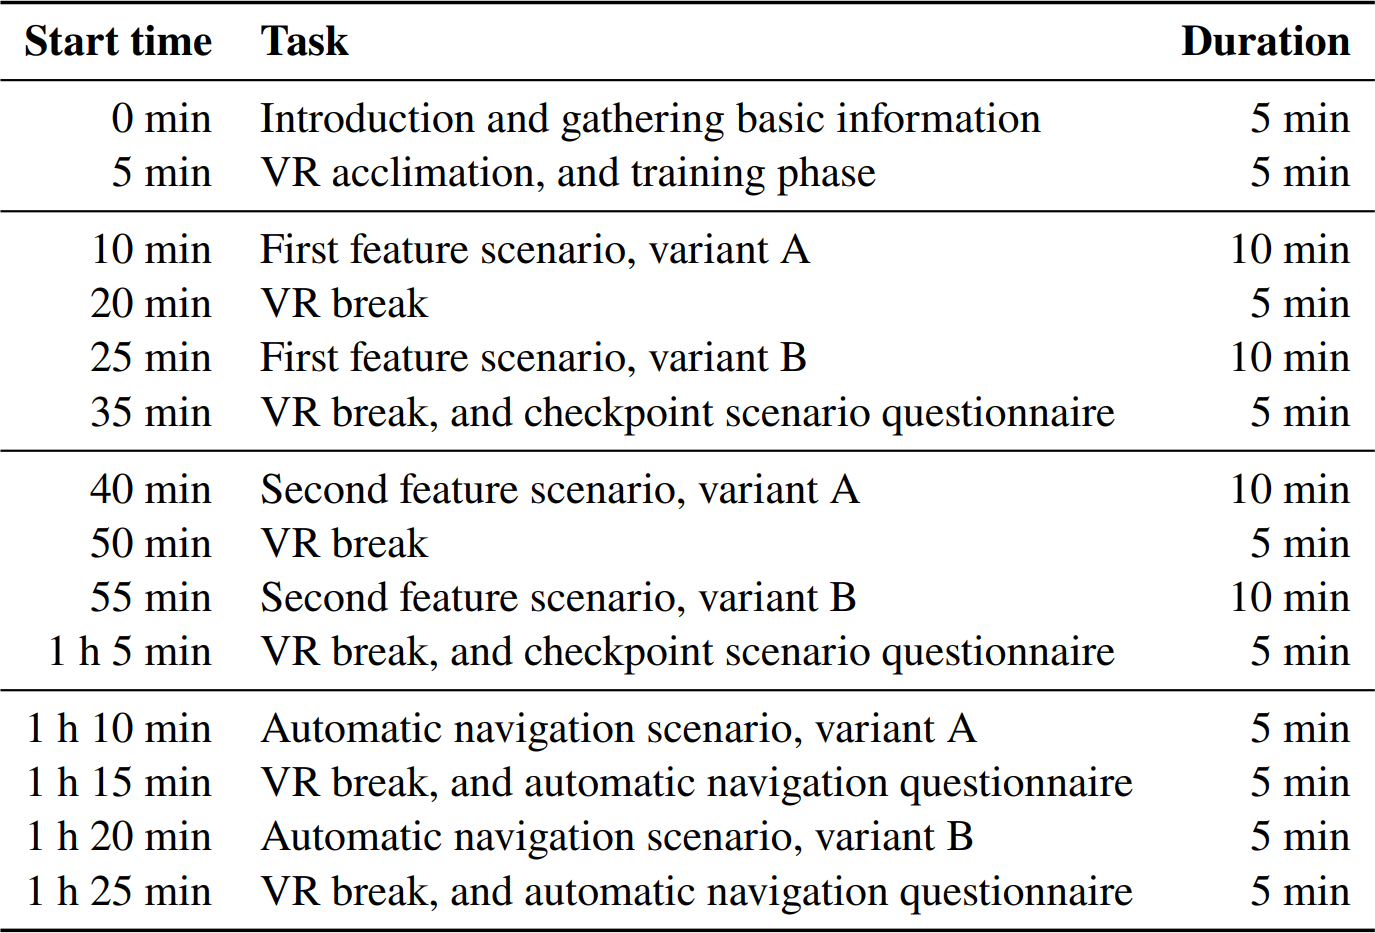 Start time Task Duration
0 min Introduction and gathering basic information 5 min
5 min VR acclimation, and training phase 5 min
10 min First feature scenario, variant A 10 min
20 min VR break 5 min
25 min First feature scenario, variant B 10 min
35 min VR break, and checkpoint scenario questionnaire 5 min
40 min Second feature scenario, variant A 10 min
50 min VR break 5 min
55 min Second feature scenario, variant B 10 min
1 h 5 min VR break, and checkpoint scenario questionnaire 5 min
1 h 10 min Automatic navigation scenario, variant A 5 min
1 h 15 min VR break, and automatic navigation questionnaire 5 min
1 h 20 min Automatic navigation scenario, variant B 5 min
1 h 25 min VR break, and automatic navigation questionnaire 5 min